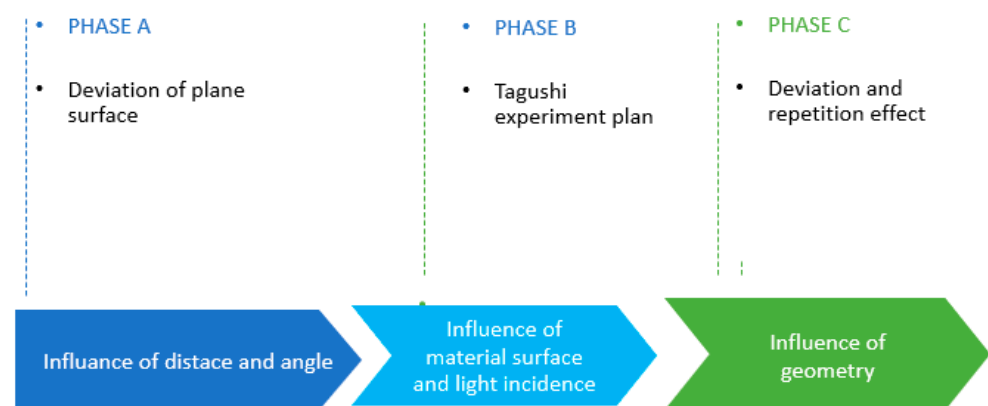 PHASE A
Deviation of plane
surface
PHASE B
Tagushi
experiment plan
PHASE C
Deviation and
repetition effect
Influance of distace and angle
Influence of
material surface
and light incidence
Influence of
geometry